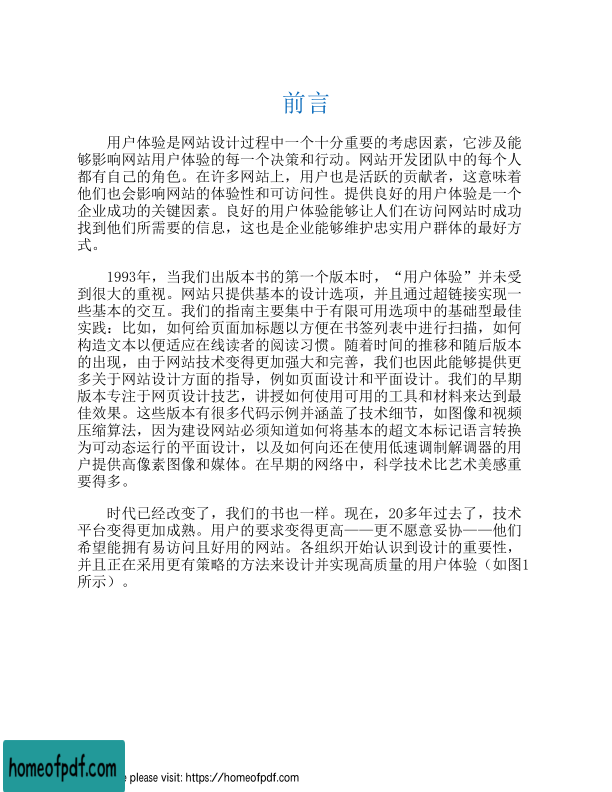 前言
用户体验是网站设计过程中一个十分重要的考虑因素，它涉及能
够影响网站用户体验的每一个决策和行动。网站开发团队中的每个人
都有自己的角色。在许多网站上，用户也是活跃的贡献者，这意味着
他们也会影响网站的体验性和可访问性。提供良好的用户体验是一个
企业成功的关键因素。良好的用户体验能够让人们在访问网站时成功
找到他们所需要的信息，这也是企业能够维护忠实用户群体的最好方
式。
1993年，当我们出版本书的第一个版本时，“用户体验”并未受
到很大的重视。网站只提供基本的设计选项，并且通过超链接实现一
些基本的交互。我们的指南主要集中于有限可用选项中的基础型最佳
实践：比如，如何给页面加标题以方便在书签列表中进行扫描，如何
构造文本以便适应在线读者的阅读习惯。随着时间的推移和随后版本
的出现，由于网站技术变得更加强大和完善，我们也因此能够提供更
多关于网站设计方面的指导，例如页面设计和平面设计。我们的早期
版本专注于网页设计技艺，讲授如何使用可用的工具和材料来达到最
佳效果。这些版本有很多代码示例并涵盖了技术细节，如图像和视频
压缩算法，因为建设网站必须知道如何将基本的超文本标记语言转换
为可动态运行的平面设计，以及如何向还在使用低速调制解调器的用
户提供高像素图像和媒体。在早期的网络中，科学技术比艺术美感重
要得多。
时代已经改变了，我们的书也一样。现在，20多年过去了，技术
平台变得更加成熟。用户的要求变得更高——更不愿意妥协——他们
希望能拥有易访问且好用的网站。各组织开始认识到设计的重要性，
并且正在采用更有策略的方法来设计并实现高质量的用户体验（如图1
所示）。
homeofpdf.com
e please visit: https://homeofpdf.com